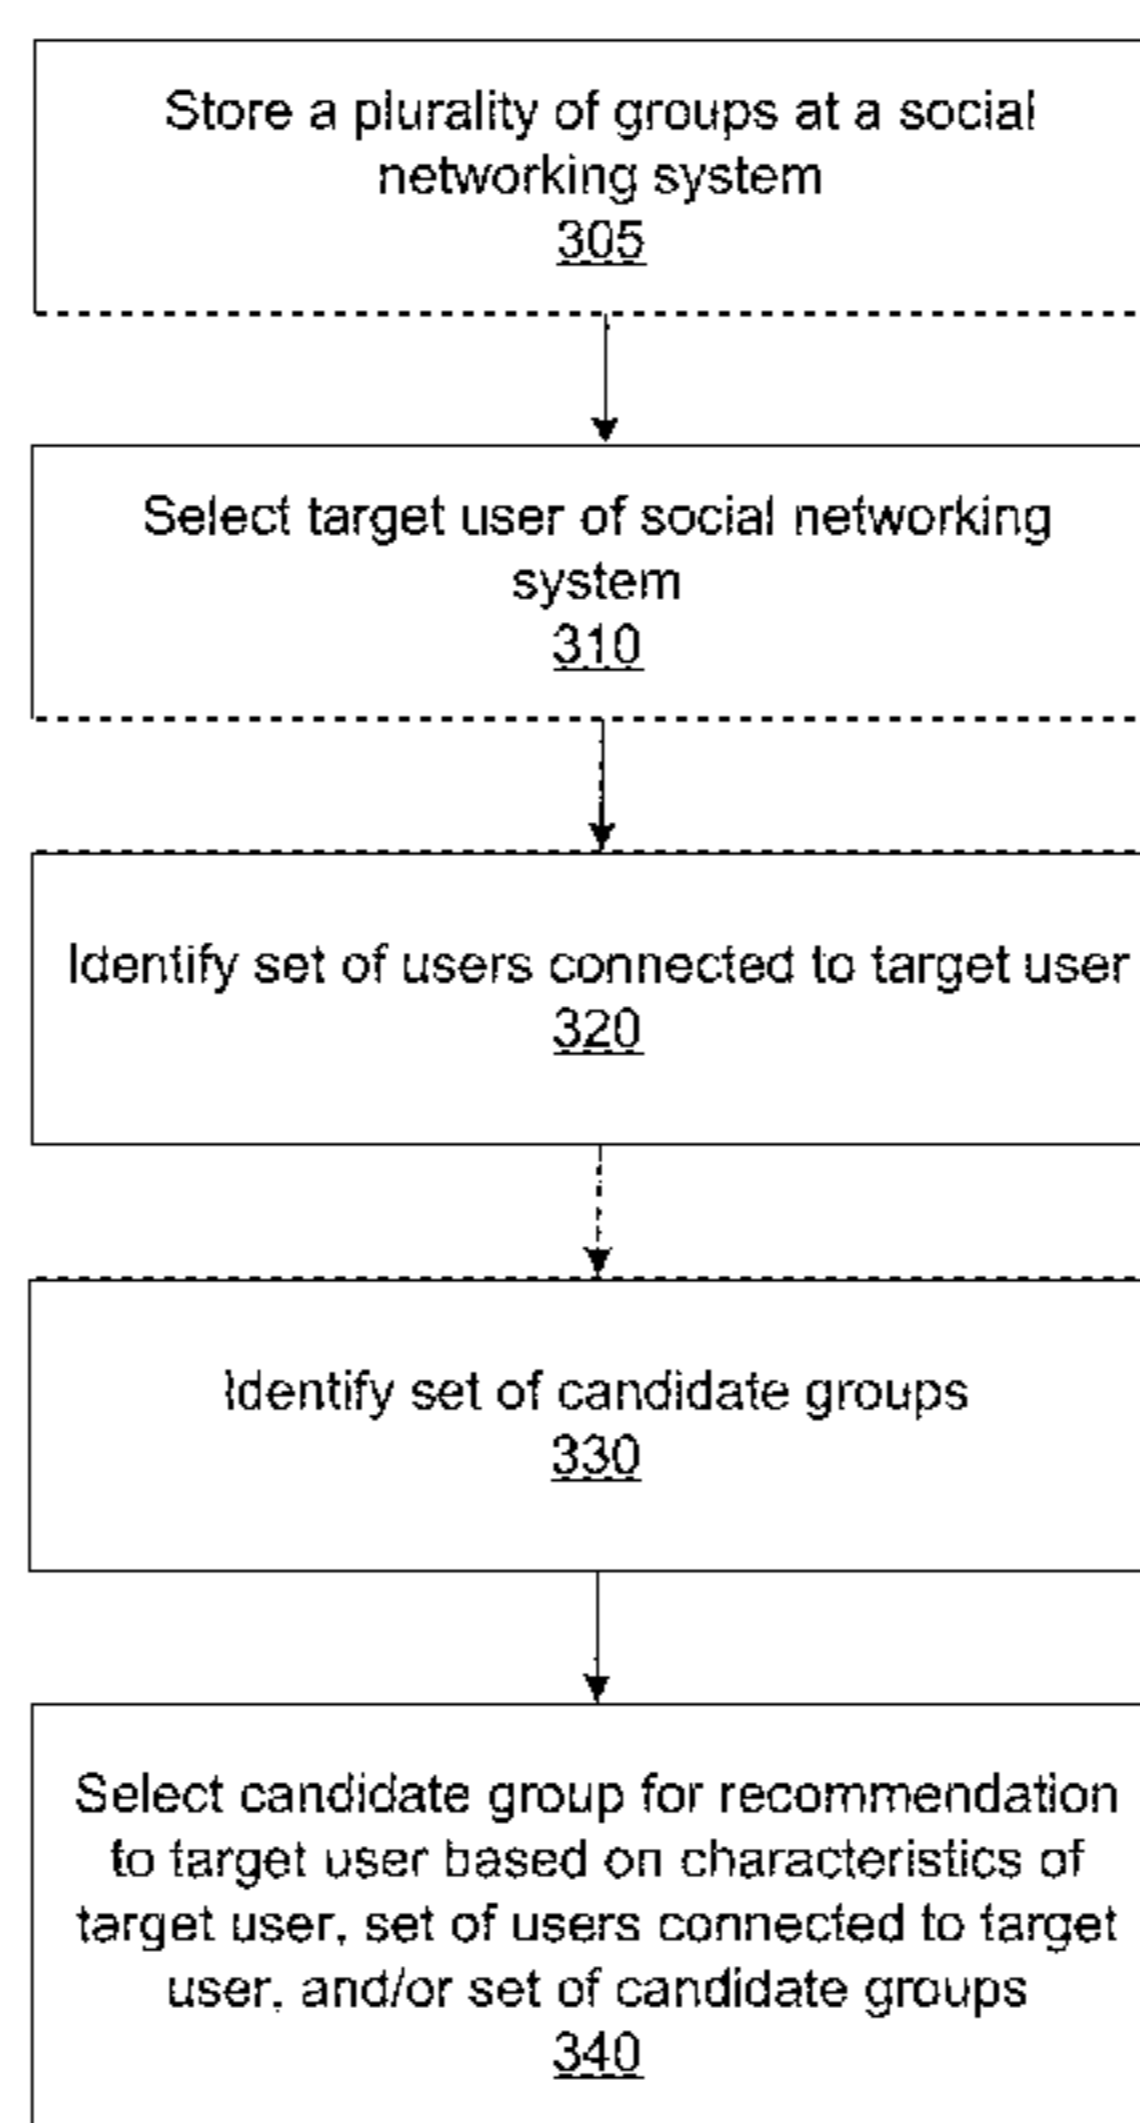 Store a plurality of groups at a social
networking system
305
Select target user of social networking
system
310
Identify set of users connected to target user
320
Identify set of candidate groups
330
Select candidate group for recommendation
to target user based on characteristics of
target user, set of users connected to target
user, and/or set of candidate groups
340